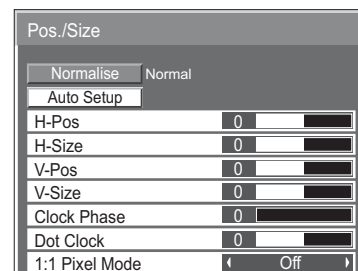 Pos./Size
Normalise Normal
Auto Setup
H-Pos 0
H-Size 0
V-Pos 0
V-Size 0
Clock Phase 0
Dot Clock 0
1:1 Pixel Mode Off